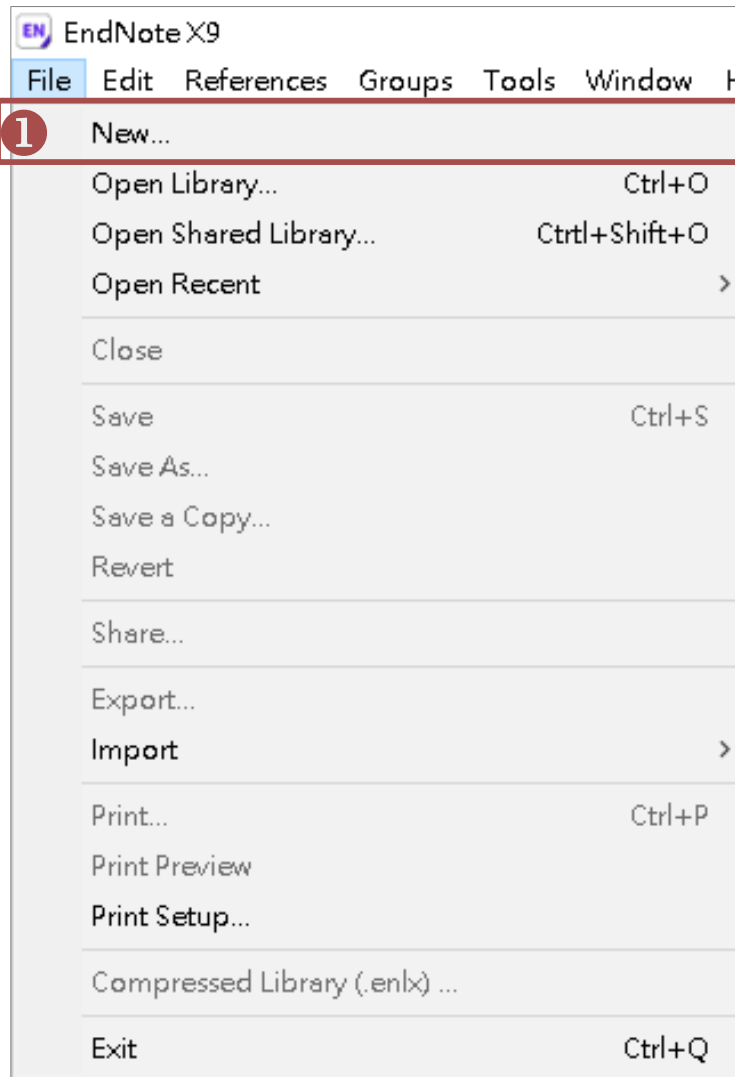 EN EndNote X9
File Edit References Groups Tools Window
1 New...
Open Library... Ctrl+O
Open Shared Library... Ctrtl+Shift+O
Open Recent >
Close
Save Ctrl+S
Save As...
Save a Copy...
Revert
Share...
Export...
Import >
Print... Ctrl+P
Print Preview
Print Setup...
Compressed Library (.enlx) ...
Exit Ctrl+Q